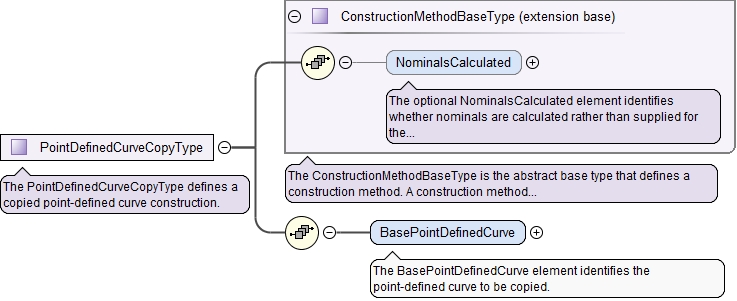 ConstructionMethodBaseType (extension base)
NominalsCalculated
The optional NominalsCalculated element identifies
whether nominals are calculated rather than supplied for
the...
PointDefinedCurveCopyType
The PointDefinedCurveCopyType defines a
copied point-defined curve construction.
The ConstructionMethodBaseType is the abstract base type that defines a
construction method. A construction method...
BasePointDefinedCurve
The BasePointDefinedCurve element identifies the
point-defined curve to be copied.